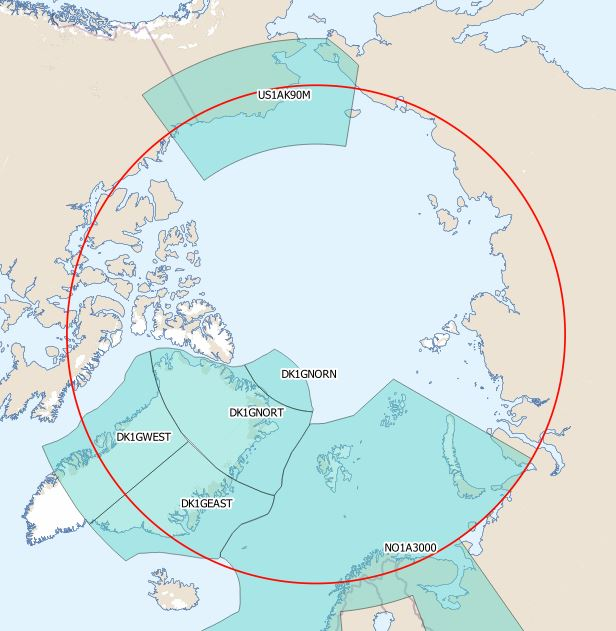 US1AK90M
DK1GNORN
DK1GNORT
DK1GWEST
DK1GEAST
NO1A3000